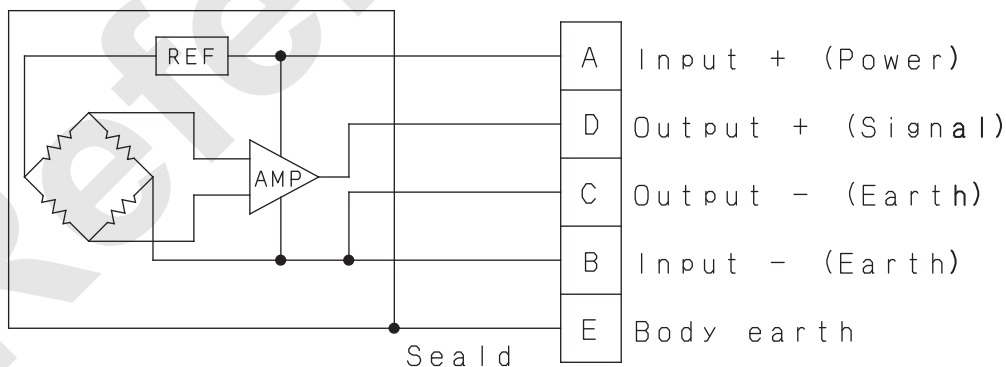 REF
A Input + (Power)
D Output + (Signal)
AMP
C Output - (Earth)
B Input - (Earth)
E Body earth
Seald